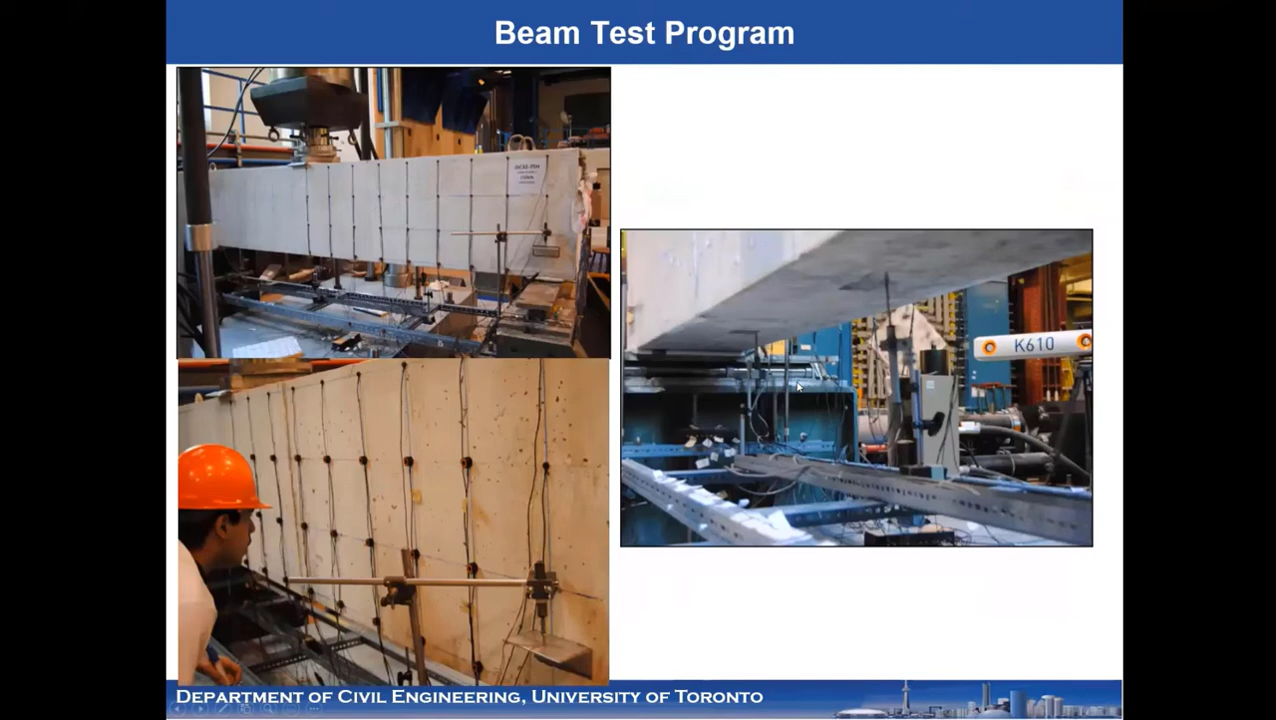 Beam Test Program
K610
DEPARTMENT OF CIVIL ENGINEERING, UNIVERSITY OF TORONTO